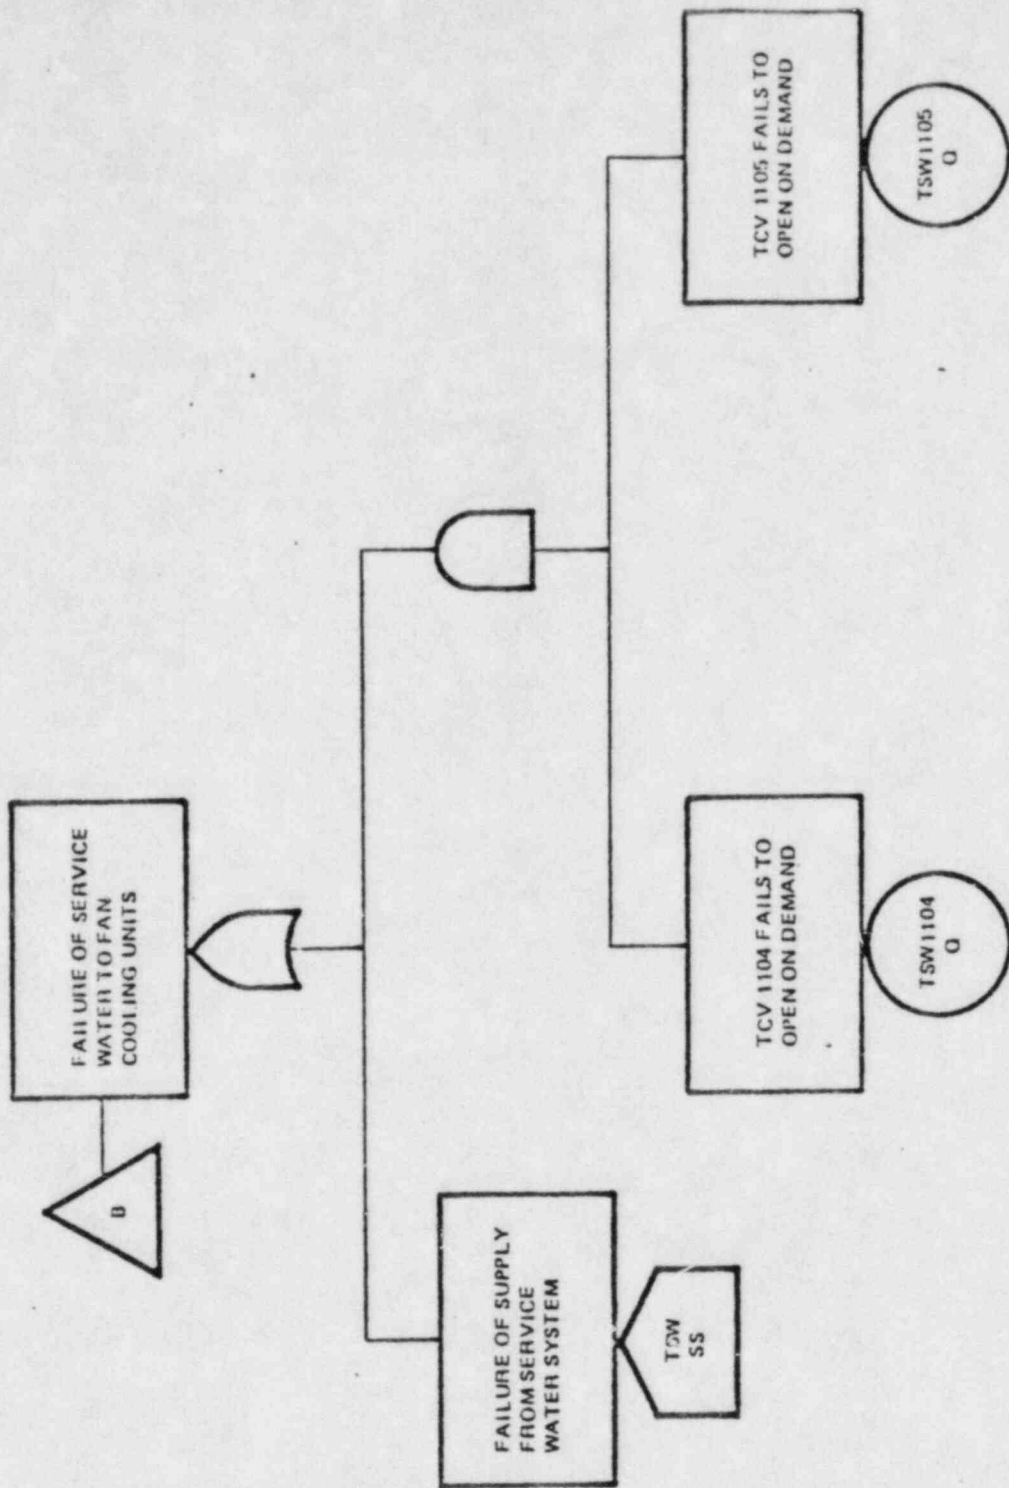 FAILURE OF SERVICE
WATER TO FAN
COOLING UNITS
B
FAILURE OF SUPPLY
FROM SERVICE
WATER SYSTEM
TSW
SS
TCV 1104 FAILS TO
OPEN ON DEMAND
TSW1104
Q
TCV 1105 FAILS TO
OPEN ON DEMAND
TSW1105
Q